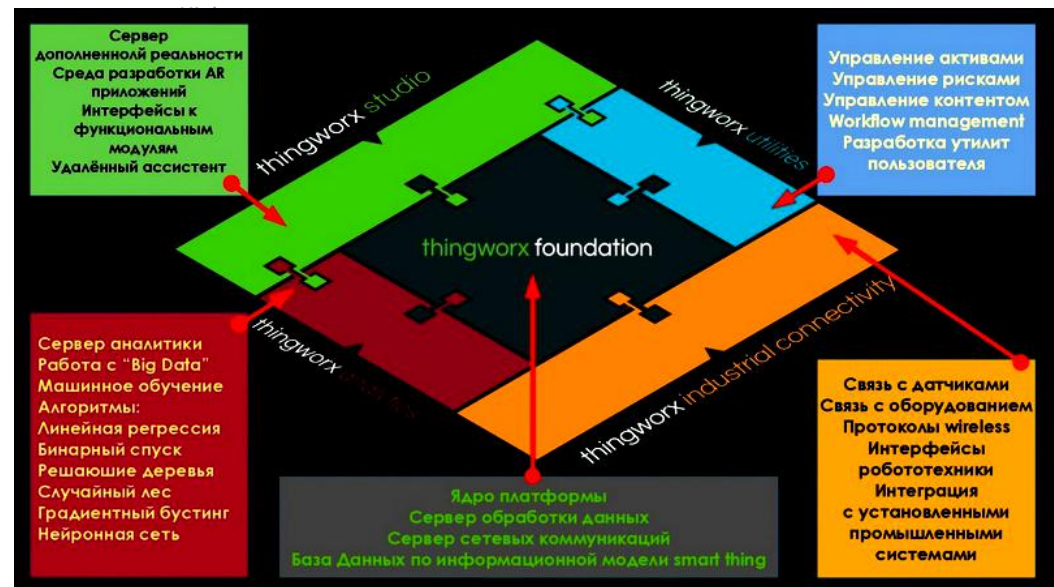 Сервер
дополненнолй реальности
Среда разработки AR
приложений
Интерфейсы к
функциональным
модулям
Удалённый ассистент
thingworx studio
thingworx utilities
Управление активами
Управление рисками
Управление контентом
Workflow management
Разработка утилит
пользователя
thingworx foundation
thingworx analytics
thingworx industrial connectivity
Сервер аналитики
Работа с "Big Data"
Машинное обучение
Алгоритмы:
Линейная регрессия
Бинарный спуск
Решаюшие деревья
Случайный лес
Градиентный бустинг
Нейронная сеть
Ядро платформы
Сервер обработки данных
Сервер сетевых коммуникаций
База Данных по информационной модели smart thing
Связь с датчиками
Связь с оборудованием
Протоколы wireless
Интерфейсы
робототехники
Интеграция
с установленными
промышленными
системами